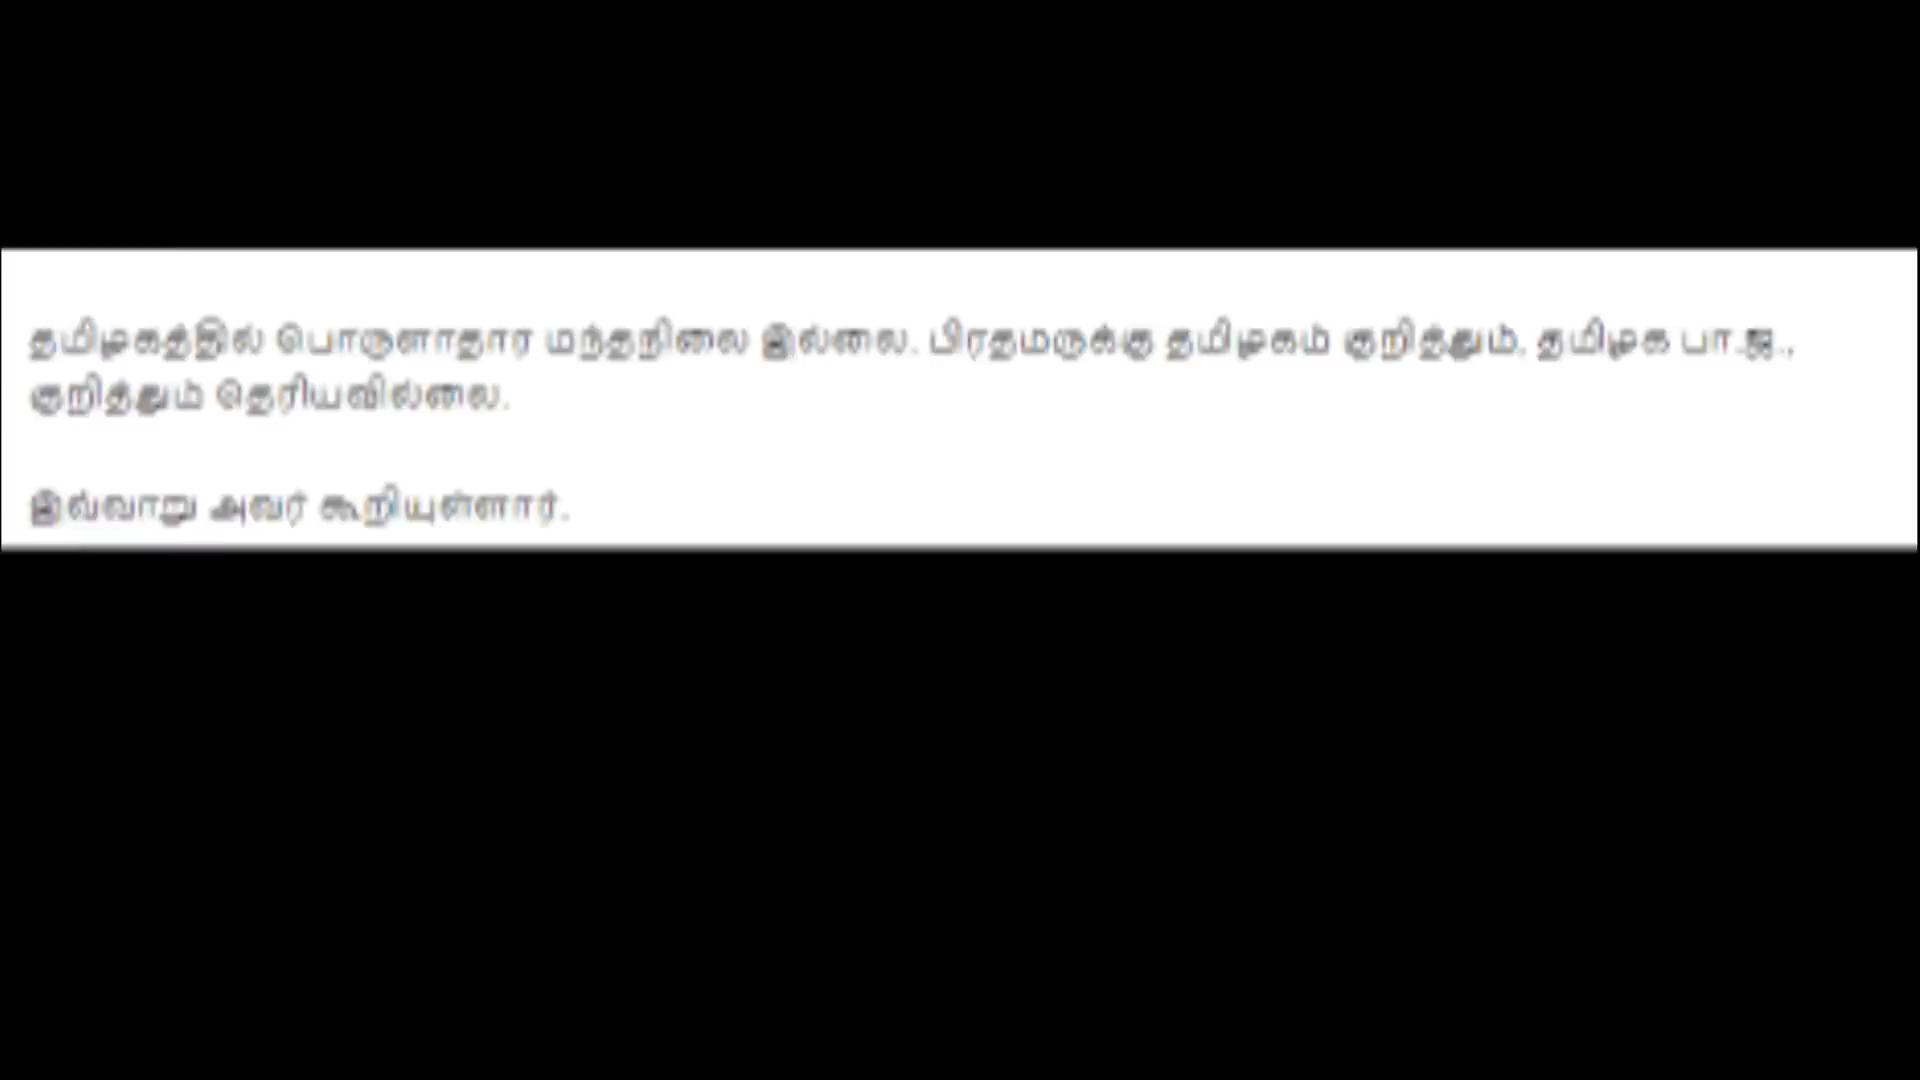 தமிழகத்தில் பொருளாதார மந்தநிலை இல்லை. பிரதமருக்கு தமிழகம் குறித்தும், தமிழக பா.ஜ.,
குறித்தும் தெரியவில்லை.
இவ்வாறு அவர் கூறியுள்ளார்.